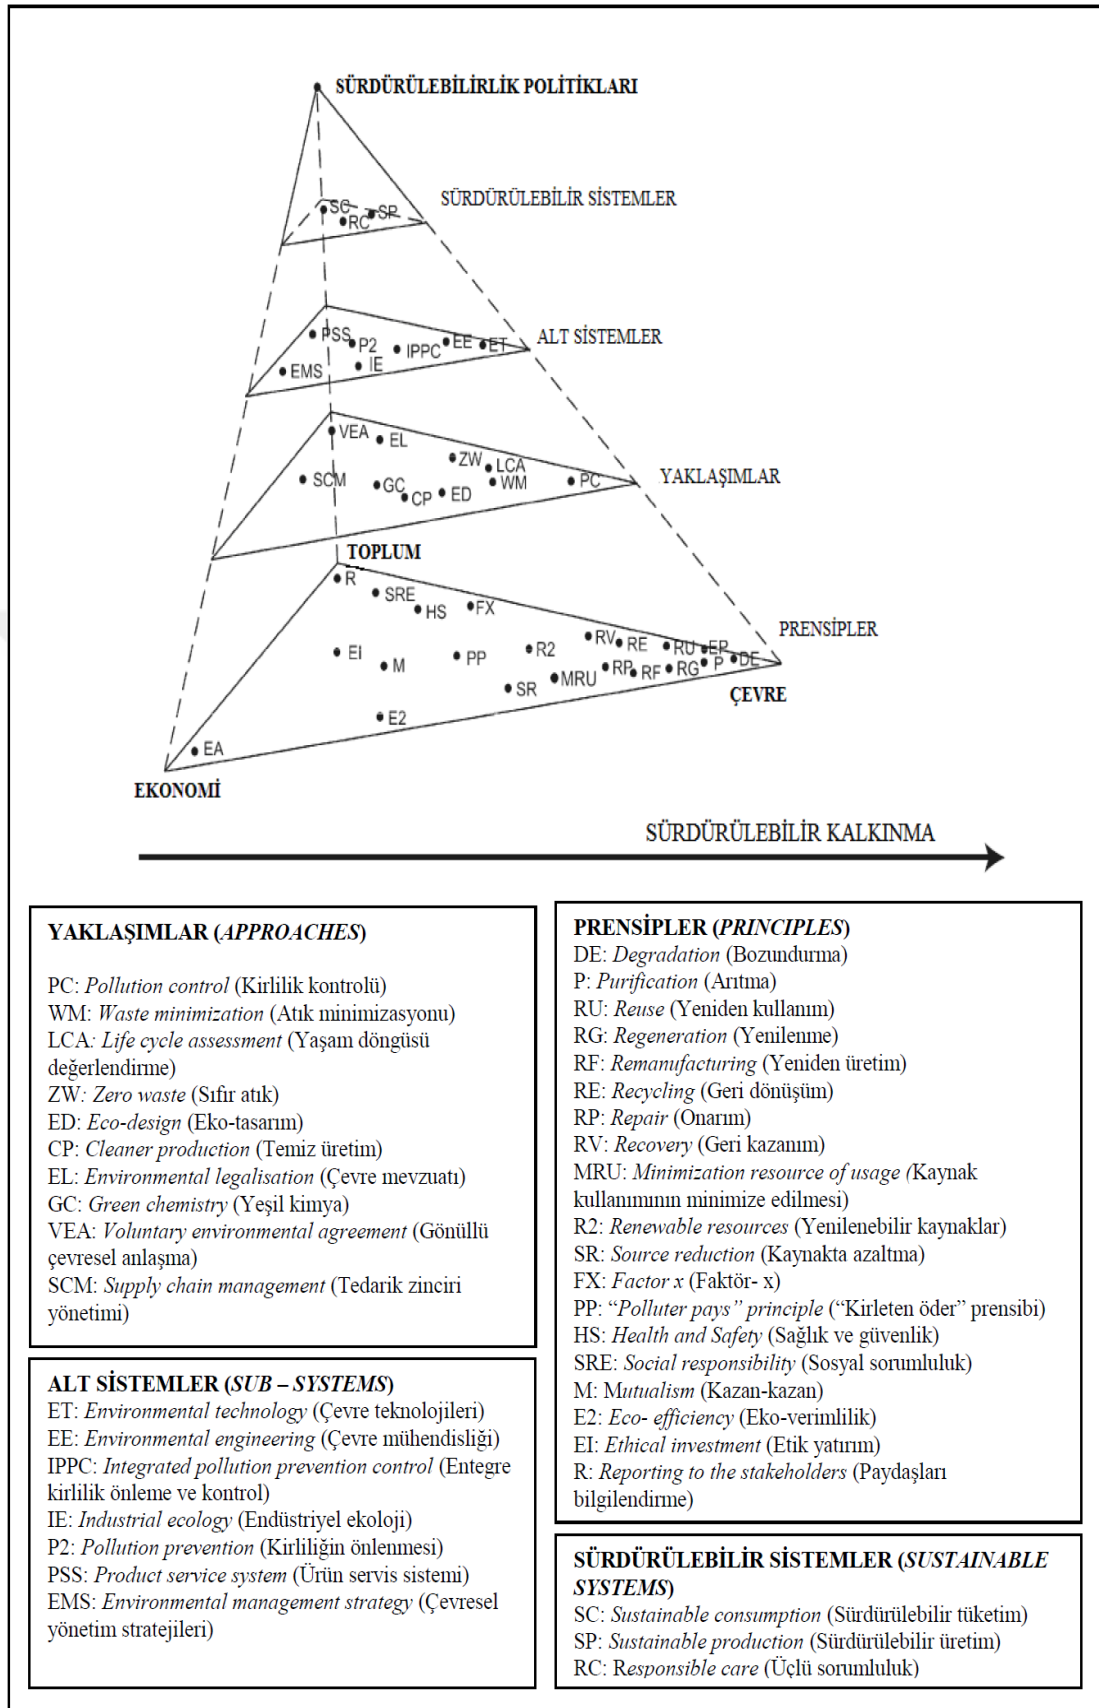 SÜRDÜRÜLEBİLİRLİK POLİTİKLARI
SÜRDÜRÜLEBİLİR SİSTEMLER
SC
SP
RC
ALT SİSTEMLER
PSS
P2
IPPC
EE
ET
EMS
IE
YAKLAŞIMLAR
VEA
EL
ZW
LCA
SCM
GC
CP
ED
WM
PC
TOPLUM
R
SRE
HS
FX
PRENSİPLER
EI
M
PP
R2
RV
RE
RU
EP
DE
SR
MRU
RP
RF
RG
P
E2
ÇEVRE
EA
EKONOMİ
SÜRDÜRÜLEBİLİR KALKINMA
YAKLAŞIMLAR (APPROACHES)
PC: Pollution control (Kirlilik kontrolü)
WM: Waste minimization (Atık minimizasyonu)
LCA: Life cycle assessment (Yaşam döngüsü
değerlendirme)
ZW: Zero waste (Sıfır atık)
ED: Eco-design (Eko-tasarım)
CP: Cleaner production (Temiz üretim)
EL: Environmental legalisation (Çevre mevzuatı)
GC: Green chemistry (Yeşil kimya)
VEA: Voluntary environmental agreement (Gönüllü
çevresel anlaşma)
SCM: Supply chain management (Tedarik zinciri
yönetimi)
ALT SİSTEMLER (SUB – SYSTEMS)
ET: Environmental technology (Çevre teknolojileri)
EE: Environmental engineering (Çevre mühendisliği)
IPPC: Integrated pollution prevention control (Entegre
kirlilik önleme ve kontrol)
IE: Industrial ecology (Endüstriyel ekoloji)
P2: Pollution prevention (Kirliliğin önlenmesi)
PSS: Product service system (Ürün servis sistemi)
EMS: Environmental management strategy (Çevresel
yönetim stratejileri)
PRENSİPLER (PRINCIPLES)
DE: Degradation (Bozundurma)
P: Purification (Arıtma)
RU: Reuse (Yeniden kullanım)
RG: Regeneration (Yenilenme)
RF: Remanufacturing (Yeniden üretim)
RE: Recycling (Geri dönüşüm)
RP: Repair (Onarım)
RV: Recovery (Geri kazanım)
MRU: Minimization resource of usage (Kaynak
kullanımının minimize edilmesi)
R2: Renewable resources (Yenilenebilir kaynaklar)
SR: Source reduction (Kaynakta azaltma)
FX: Factor x (Faktör- x)
PP: “Polluter pays” principle (“Kirleten öder” prensibi)
HS: Health and Safety (Sağlık ve güvenlik)
SRE: Social responsibility (Sosyal sorumluluk)
M: Mutualism (Kazan-kazan)
E2: Eco- efficiency (Eko-verimlilik)
EI: Ethical investment (Etik yatırım)
R: Reporting to the stakeholders (Paydaşları
bilgilendirme)
SÜRDÜRÜLEBİLİR SİSTEMLER (SUSTAINABLE
SYSTEMS)
SC: Sustainable consumption (Sürdürülebilir tüketim)
SP: Sustainable production (Sürdürülebilir üretim)
RC: Responsible care (Üçlü sorumluluk)